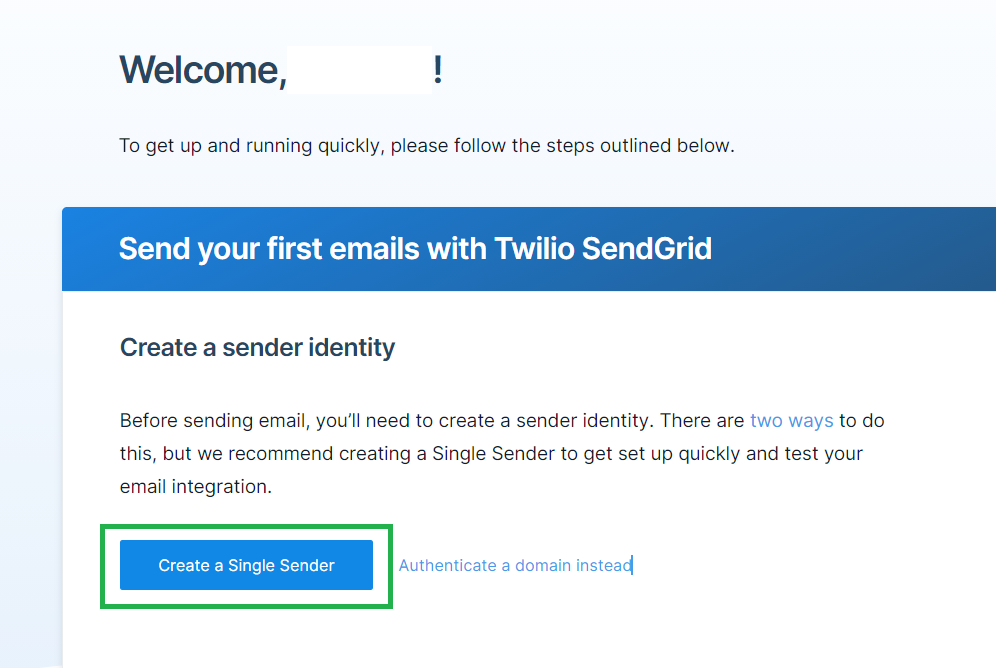 Welcome, !
To get up and running quickly, please follow the steps outlined below.
Send your first emails with Twilio SendGrid
Create a sender identity
Before sending email, you’ll need to create a sender identity. There are two ways to do
this, but we recommend creating a Single Sender to get set up quickly and test your
email integration.
Create a Single Sender Authenticate a domain instead